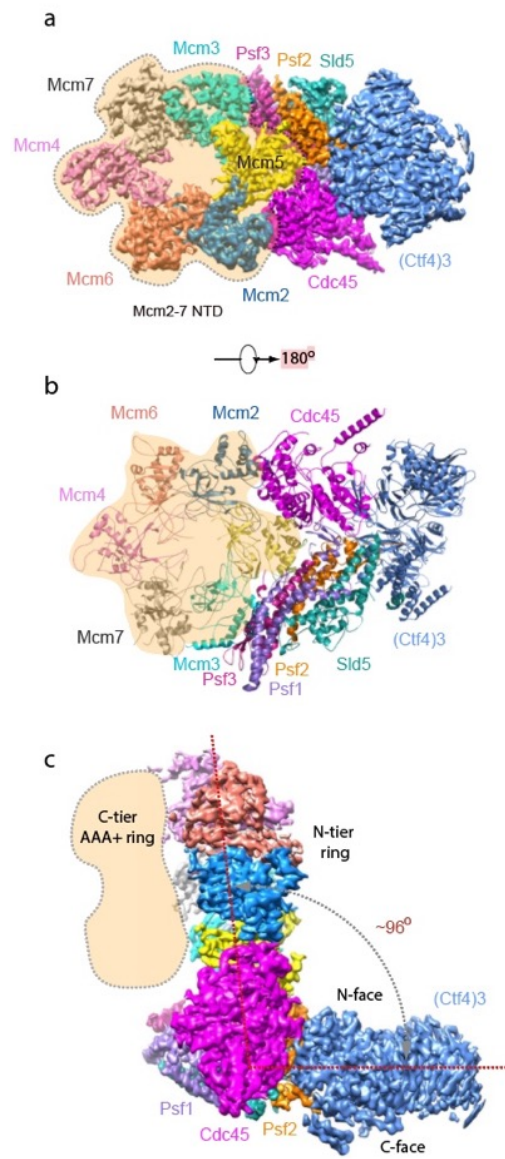 a
Mcm3
Psf3
Psf2
Sld5
Mcm7
Mcm4
Mcm5
Mcm6
Mcm2
Cdc45
(Ctf4)3
Mcm2-7 NTD
180º
b
Mcm6
Mcm2
Cdc45
Mcm4
Mcm7
Mcm3
Psf3
Psf2
Psf1
Sld5
(Ctf4)3
c
C-tier
AAA+ ring
N-tier
ring
~96º
N-face
(Ctf4)3
Psf1
Cdc45
Psf2
C-face